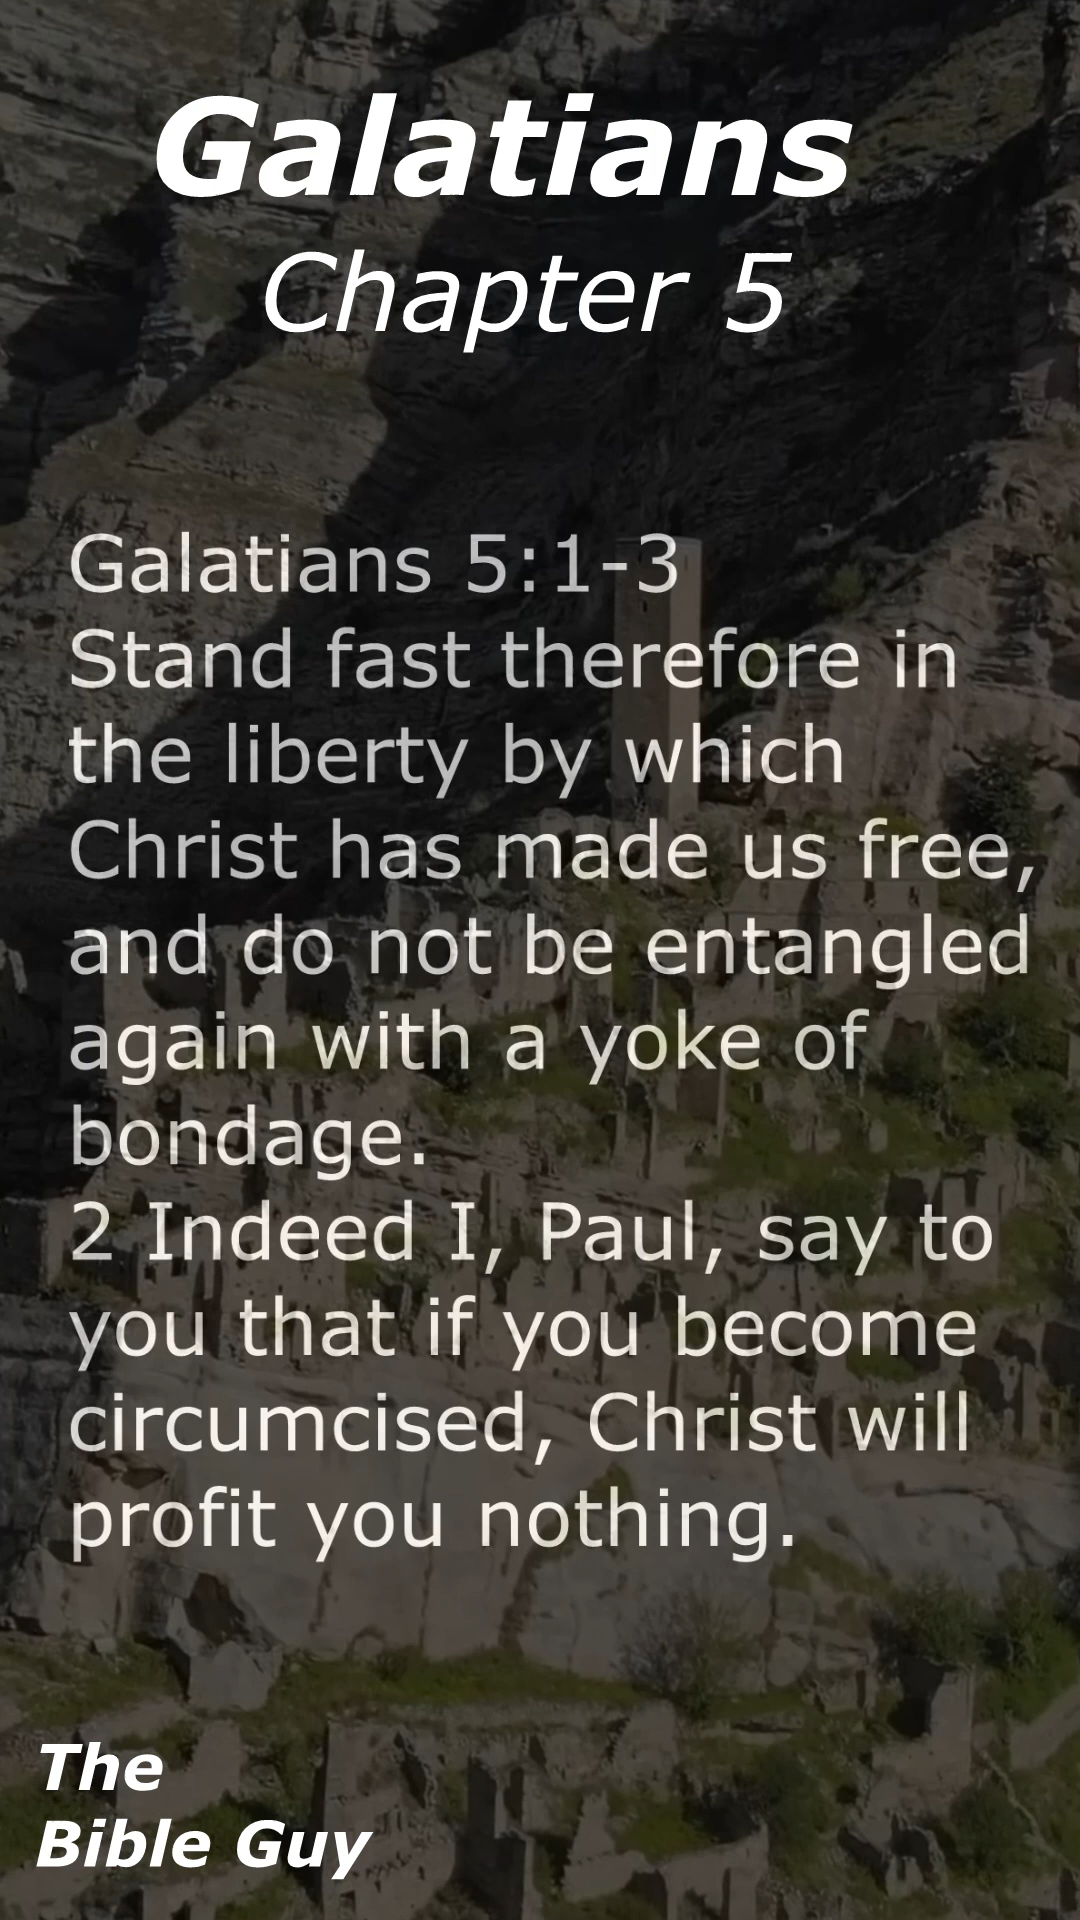 Galatians
Chapter 5
Galatians 5:1-3
Stand fast therefore in
the liberty by which
Christ has made us free,
and do not be entangled
again with a yoke of
bondage.
2 Indeed I, Paul, say to
you that if you become
circumcised, Christ will
profit you nothing.
The
Bible Guy